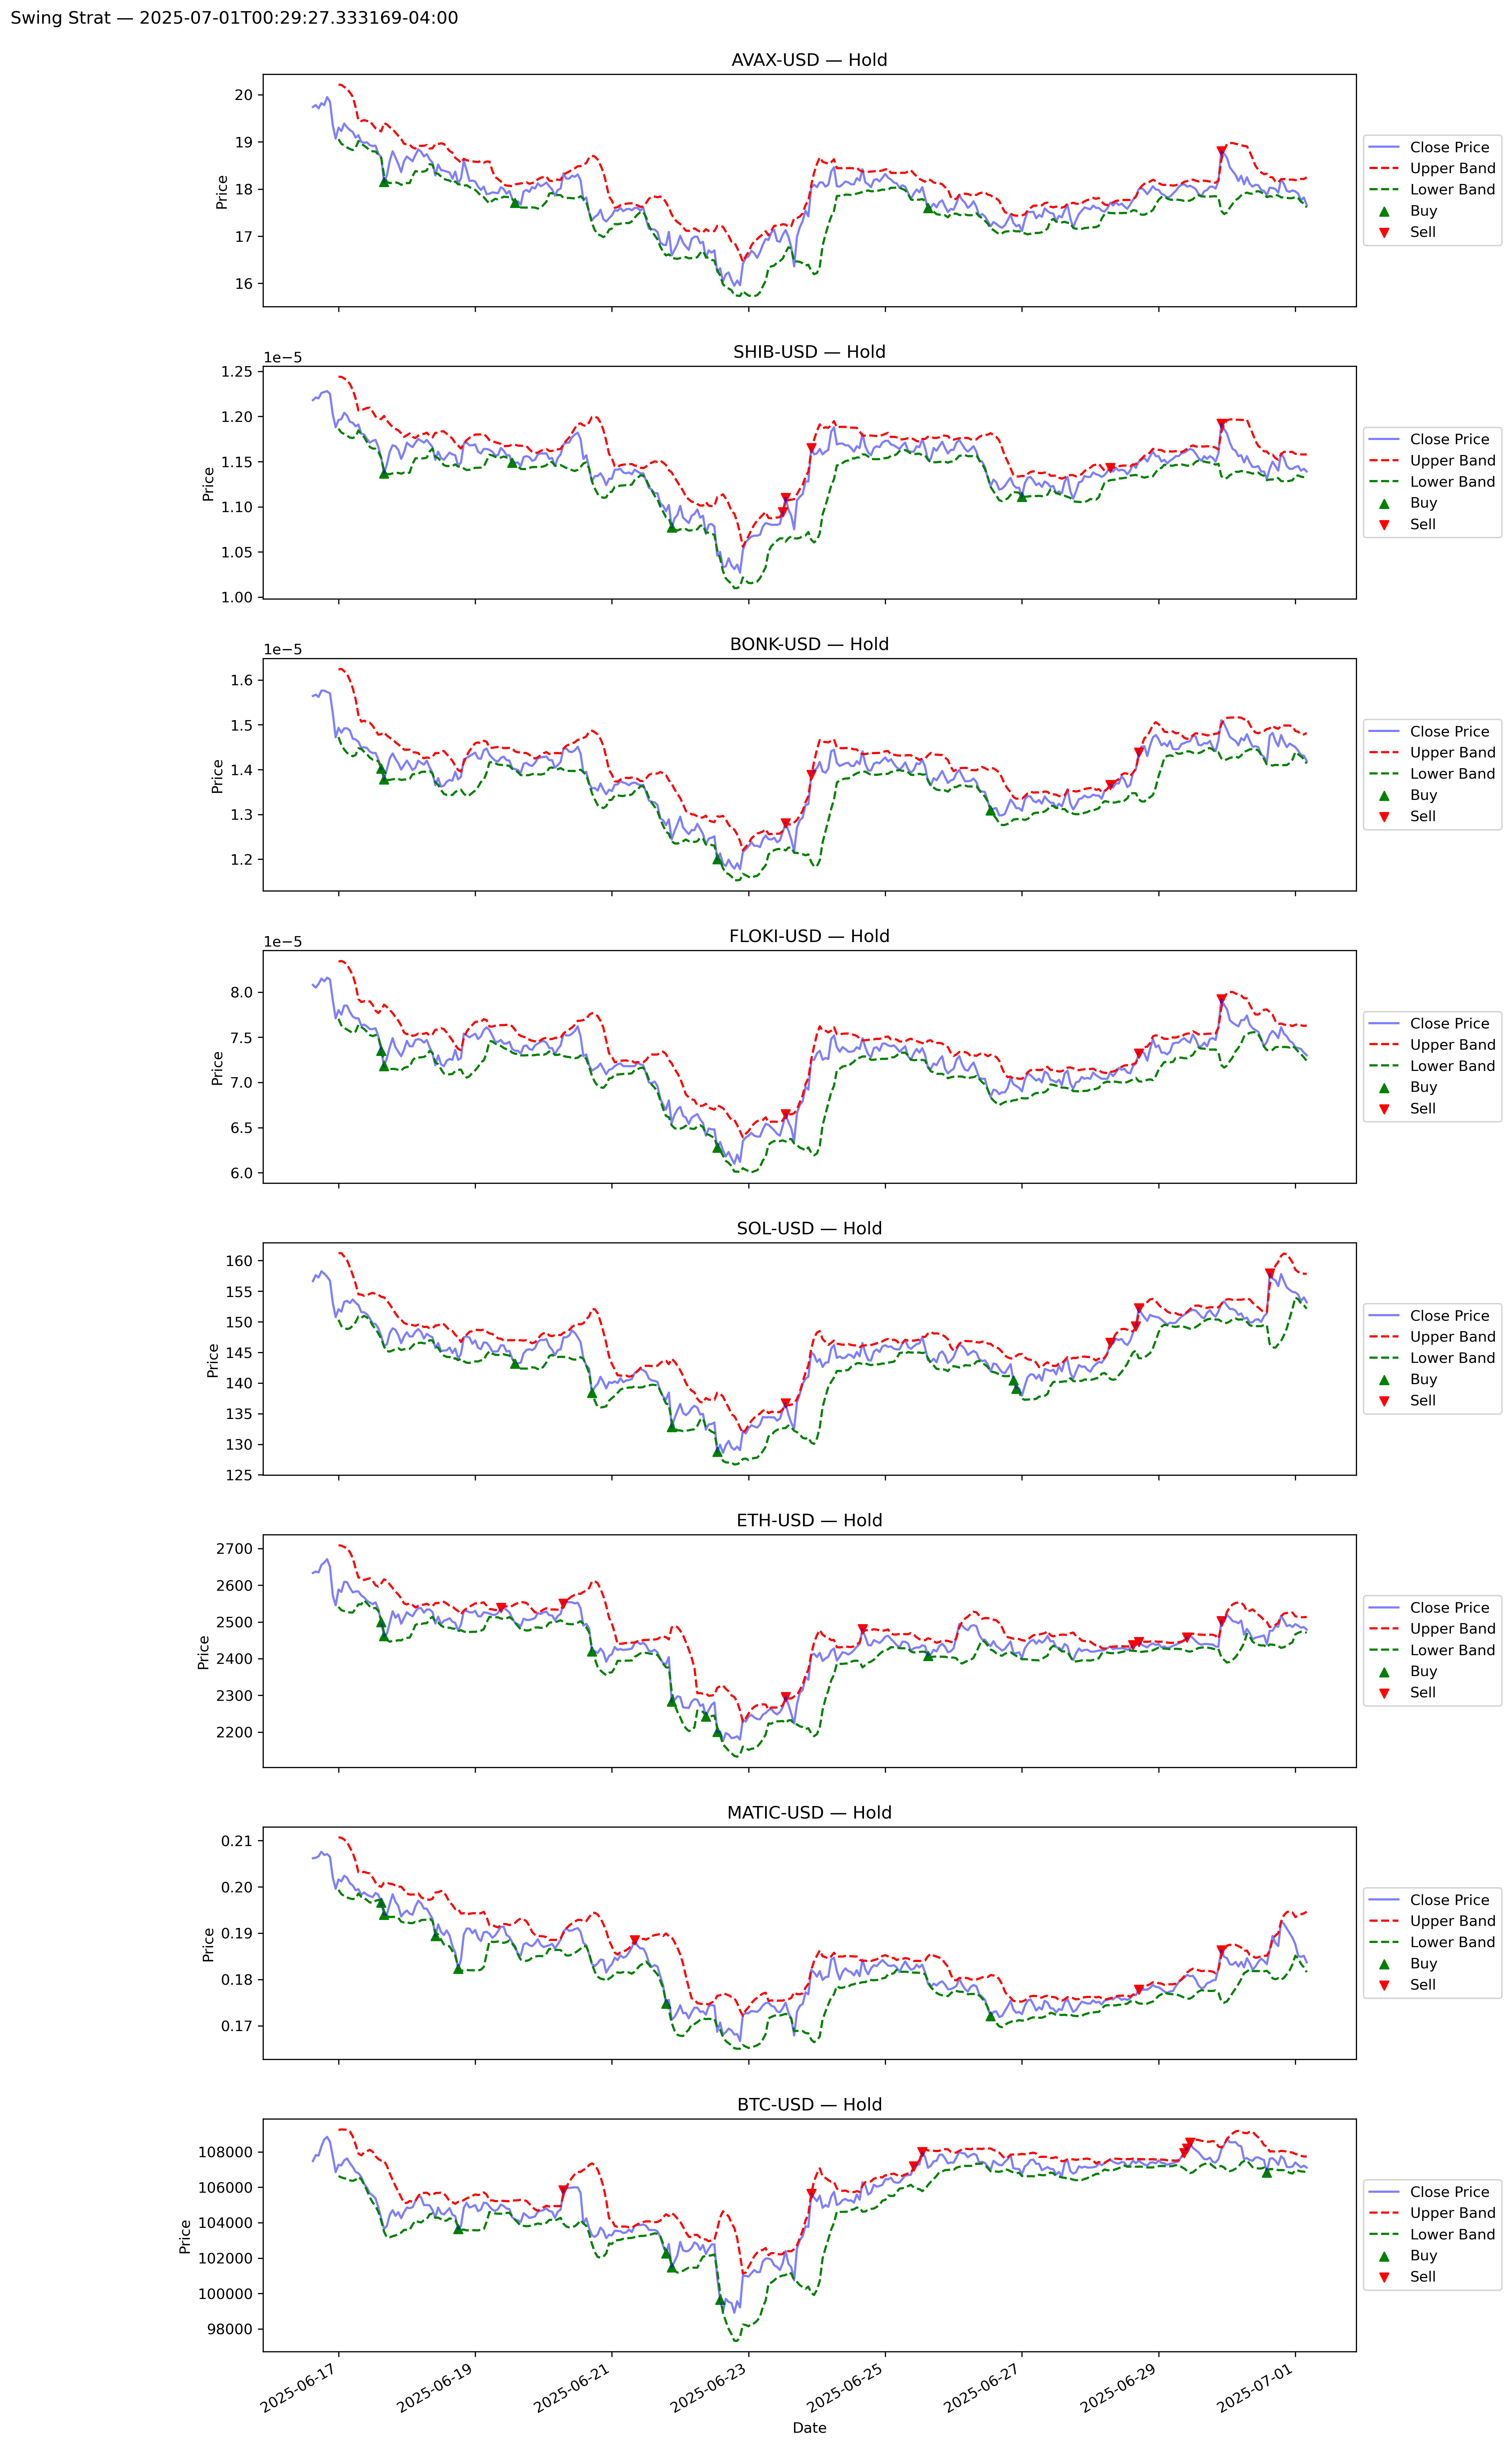 Swing Strat — 2025-07-01T00:29:27.333169-04:00
AVAX-USD — Hold
20
19
18
17
16
Price
Close Price
Upper Band
Lower Band
Buy
Sell
SHIB-USD — Hold
1e−5
1.25
1.20
1.15
1.10
1.05
1.00
Price
Close Price
Upper Band
Lower Band
Buy
Sell
BONK-USD — Hold
1e−5
1.6
1.5
1.4
1.3
1.2
Price
Close Price
Upper Band
Lower Band
Buy
Sell
FLOKI-USD — Hold
1e−5
8.0
7.5
7.0
6.5
6.0
Price
Close Price
Upper Band
Lower Band
Buy
Sell
SOL-USD — Hold
160
155
150
145
140
135
130
125
Price
Close Price
Upper Band
Lower Band
Buy
Sell
ETH-USD — Hold
2700
2600
2500
2400
2300
2200
Price
Close Price
Upper Band
Lower Band
Buy
Sell
MATIC-USD — Hold
0.21
0.20
0.19
0.18
0.17
Price
Close Price
Upper Band
Lower Band
Buy
Sell
BTC-USD — Hold
108000
106000
104000
102000
100000
98000
Price
Close Price
Upper Band
Lower Band
Buy
Sell
2025-06-17
2025-06-19
2025-06-21
2025-06-23
2025-06-25
2025-06-27
2025-06-29
2025-07-01
Date